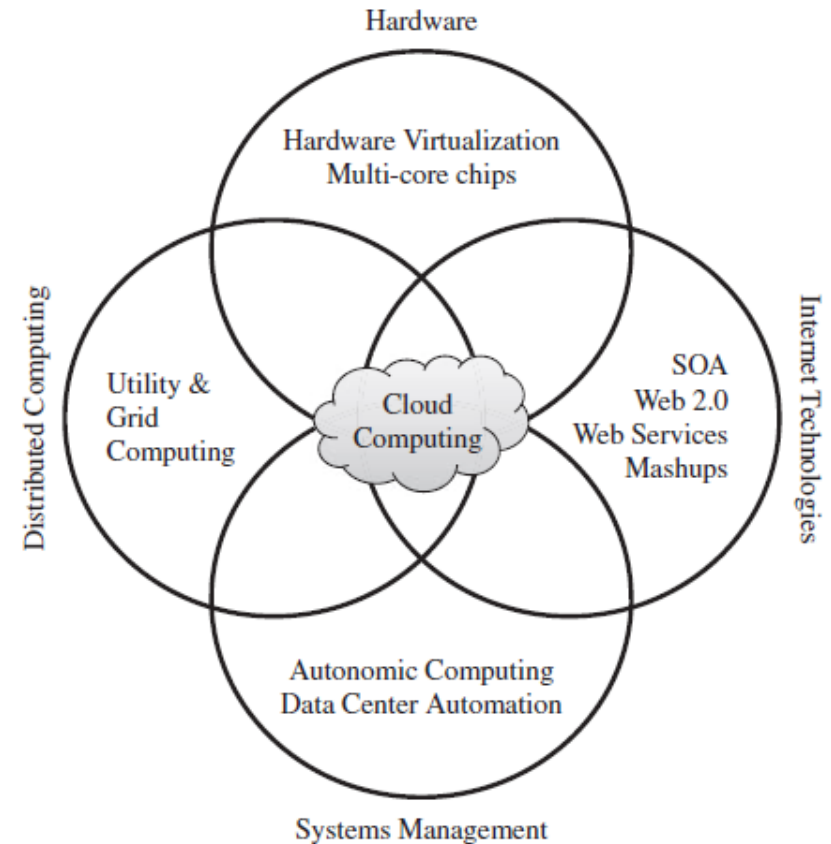 Hardware
Hardware Virtualization
Multi-core chips
Distributed Computing
Utility &
Grid
Computing
Cloud
Computing
SOA
Web 2.0
Web Services
Mashups
Internet Technologies
Autonomic Computing
Data Center Automation
Systems Management